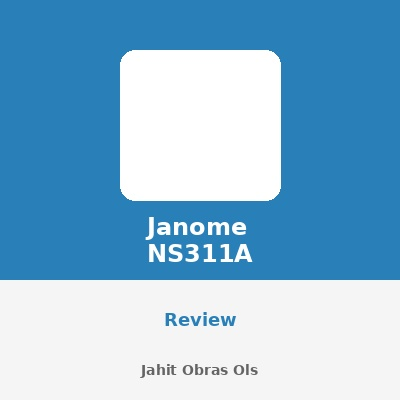 Janome
NS311A
Review
Jahit Obras Ols